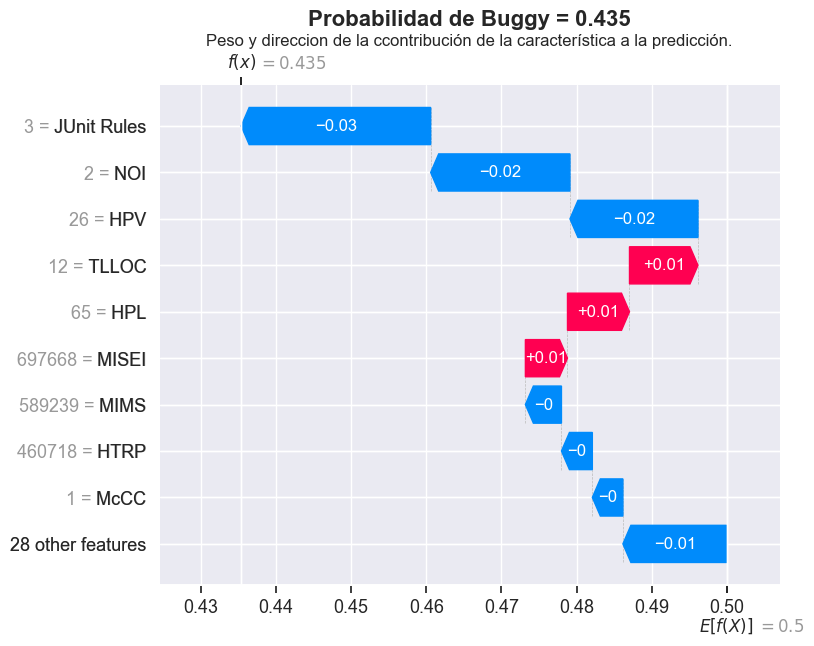 Probabilidad de Buggy = 0.435
Peso y direccion de la ccontribución de la característica a la predicción.
f(x) = 0.435
3 = JUnit Rules −0.03
2 = NOI −0.02
26 = HPV −0.02
12 = TLLOC +0.01
65 = HPL +0.01
697668 = MISEI +0.01
589239 = MIMS −0
460718 = HTRP −0
1 = McCC −0
28 other features −0.01
0.43 0.44 0.45 0.46 0.47 0.48 0.49 0.50
E[f(X)] = 0.5